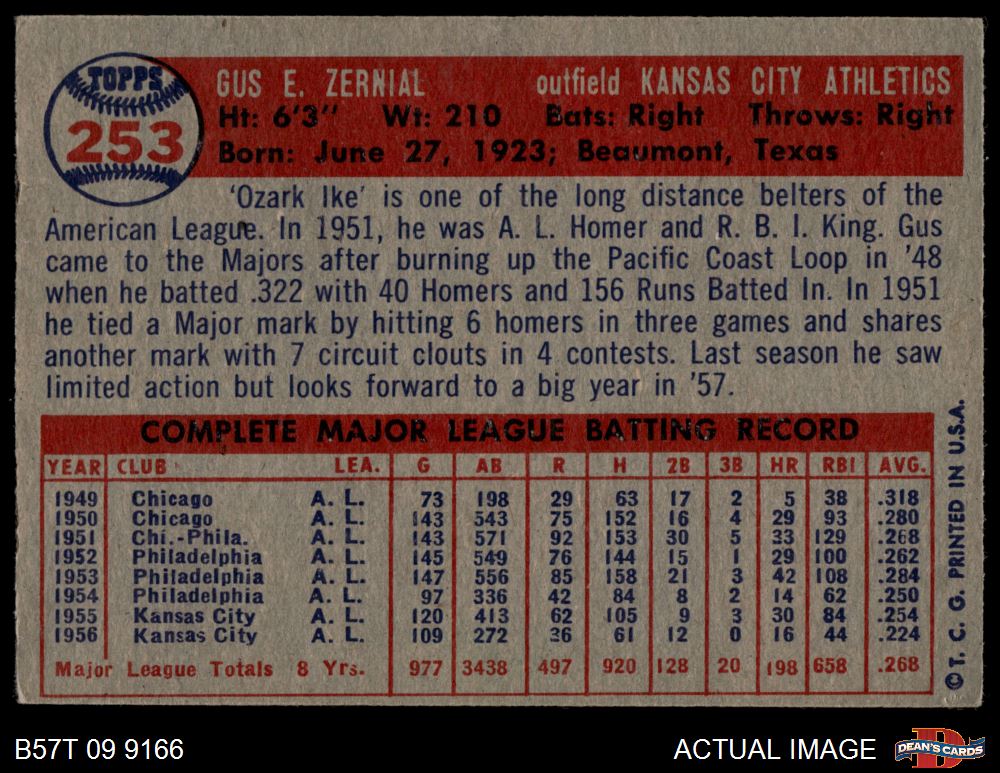 TOPPS
253
GUS E. ZERNIAL outfield KANSAS CITY ATHLETICS
Ht: 6'3" Wt: 210 Bats: Right Throws: Right
Born: June 27, 1923; Beaumont, Texas
'Ozark Ike' is one of the long distance belters of the
American League. In 1951, he was A. L. Homer and R. B. I. King. Gus
came to the Majors after burning up the Pacific Coast Loop in '48
when he batted .322 with 40 Homers and 156 Runs Batted In. In 1951
he tied a Major mark by hitting 6 homers in three games and shares
another mark with 7 circuit clouts in 4 contests. Last season he saw
limited action but looks forward to a big year in '57.
COMPLETE MAJOR LEAGUE BATTING RECORD
YEAR CLUB LEA. G AB R H 2B 3B HR RBI AVG.
1949 Chicago A. L. 73 198 29 63 17 2 5 38 .318
1950 Chicago A. L. 143 543 75 152 16 4 29 93 .280
1951 Chi.-Phila. A. L. 143 571 92 153 30 5 33 129 .268
1952 Philadelphia A. L. 145 549 76 144 15 1 29 100 .262
1953 Philadelphia A. L. 147 556 85 158 21 3 42 108 .284
1954 Philadelphia A. L. 97 336 42 84 8 2 14 62 .250
1955 Kansas City A. L. 120 413 62 105 9 3 30 84 .254
1956 Kansas City A. L. 109 272 36 61 12 0 16 44 .224
Major League Totals 8 Yrs. 977 3438 497 920 128 20 198 658 .268
© T. C. G. PRINTED IN U.S.A.
B57T 09 9166
ACTUAL IMAGE
D
DEAN'S CARDS